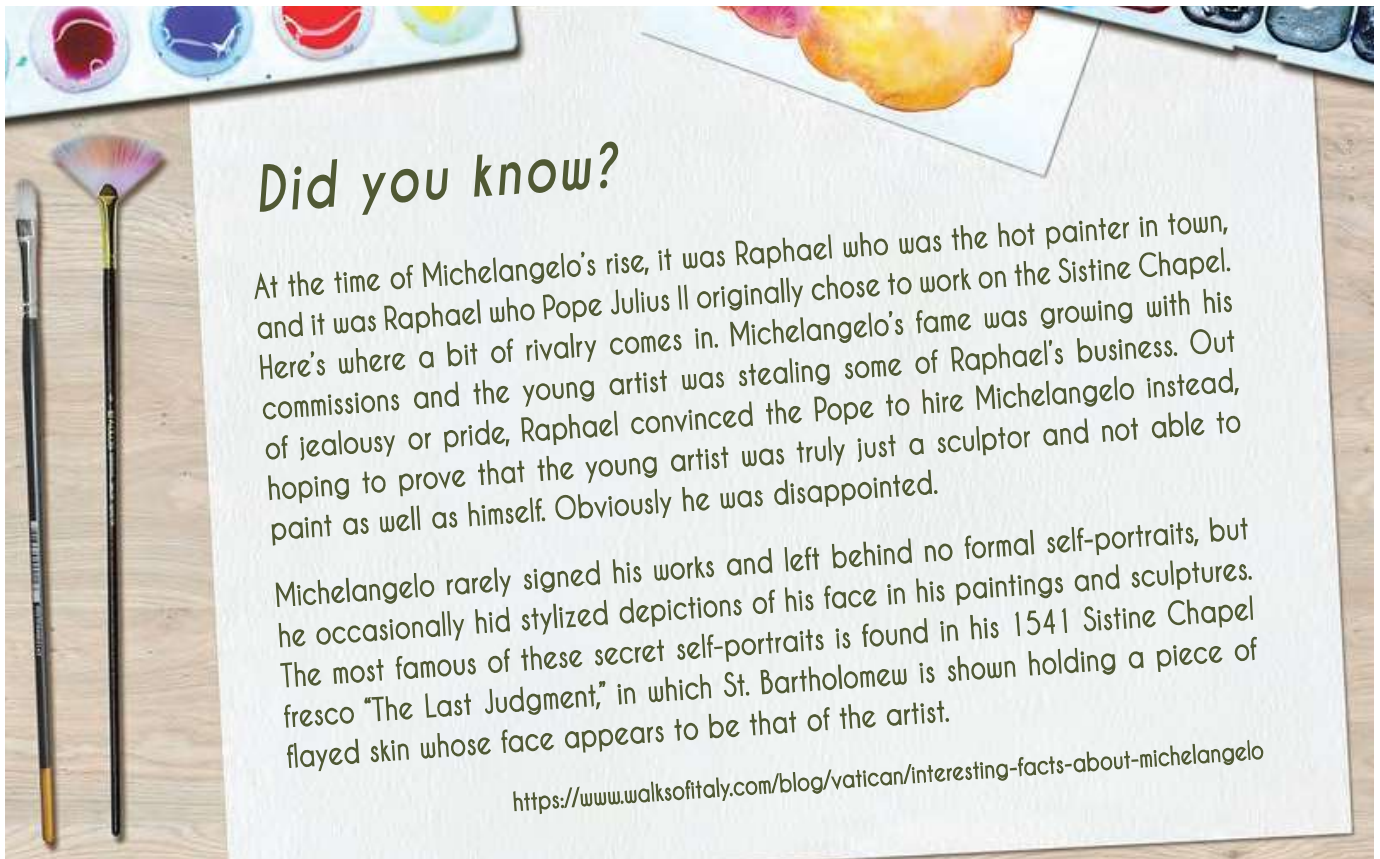 Did you know?
At the time of Michelangelo's rise, it was Raphael who was the hot painter in town,
and it was Raphael who Pope Julius II originally chose to work on the Sistine Chapel.
Here's where a bit of rivalry comes in. Michelangelo's fame was growing with his
commissions and the young artist was stealing some of Raphael's business. Out
of jealousy or pride, Raphael convinced the Pope to hire Michelangelo instead,
hoping to prove that the young artist was truly just a sculptor and not able to
paint as well as himself. Obviously he was disappointed.
Michelangelo rarely signed his works and left behind no formal self-portraits, but
he occasionally hid stylized depictions of his face in his paintings and sculptures.
The most famous of these secret self-portraits is found in his 1541 Sistine Chapel
fresco "The Last Judgment," in which St. Bartholomew is shown holding a piece of
flayed skin whose face appears to be that of the artist.
https://www.walksofitaly.com/blog/vatican/interesting-facts-about-michelangelo